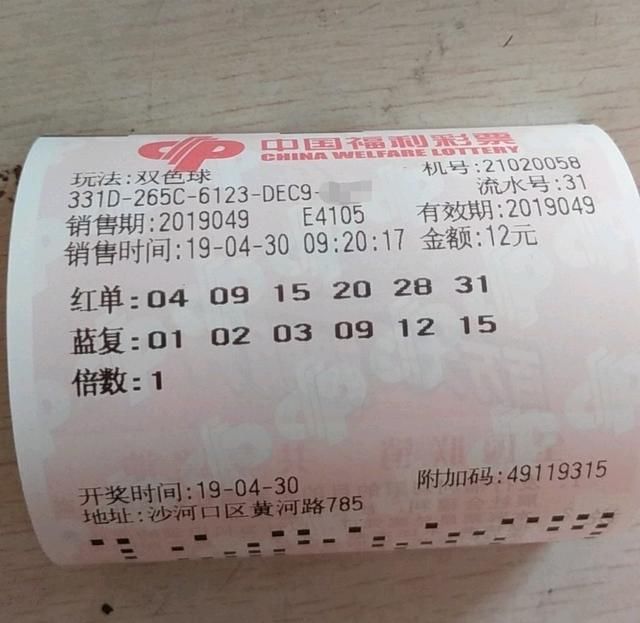 中国福利彩票
CHINA WELFARE LOTTERY
玩法:双色球 机号:21020058
331D-265C-6123-DEC9- 流水号:31
销售期:2019049 E4105 有效期:2019049
销售时间:19-04-30 09:20:17 金额:12元
红单:04 09 15 20 28 31
蓝复:01 02 03 09 12 15
倍数:1
开奖时间:19-04-30 附加码:49119315
地址:沙河口区黄河路785